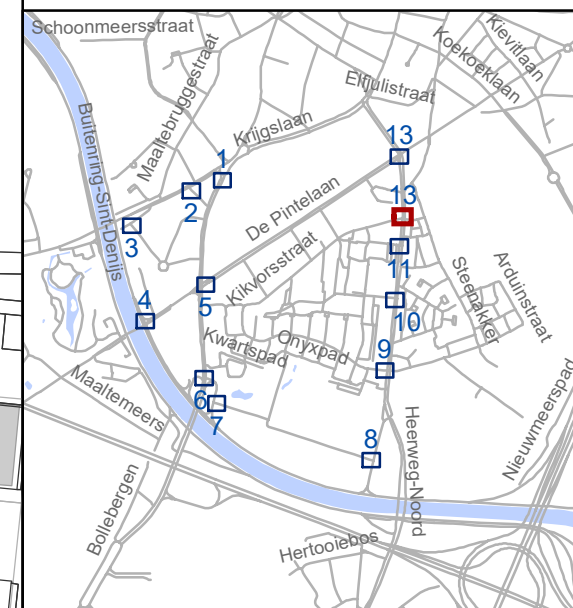 Schoonmeersstraat
Kievitlaan
Koekoeklaan
Maaltebruggestraat
Elfjulistraat
Buitenring-Sint-Denijs
Krijgslaan
13
1
2
13
De Pintelaan
3
11
Kikvorsstraat
Steenakker
Arduinstraat
4
5
10
Kwartspad
Onyxpad
9
Maaltemeers
6
7
Nieuwmeerspad
Heerweg-Noord
8
Bollebergen
Hertooiebos